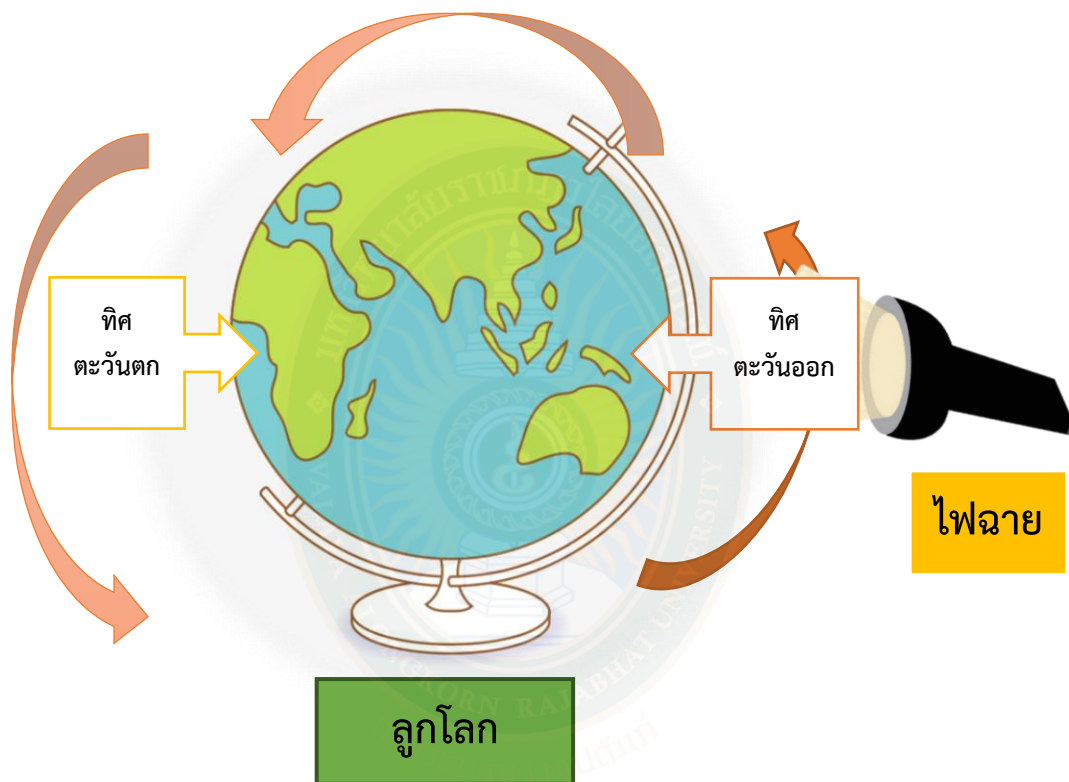 ทิศ
ตะวันตก
ทิศ
ตะวันออก
ไฟฉาย
ลูกโลก